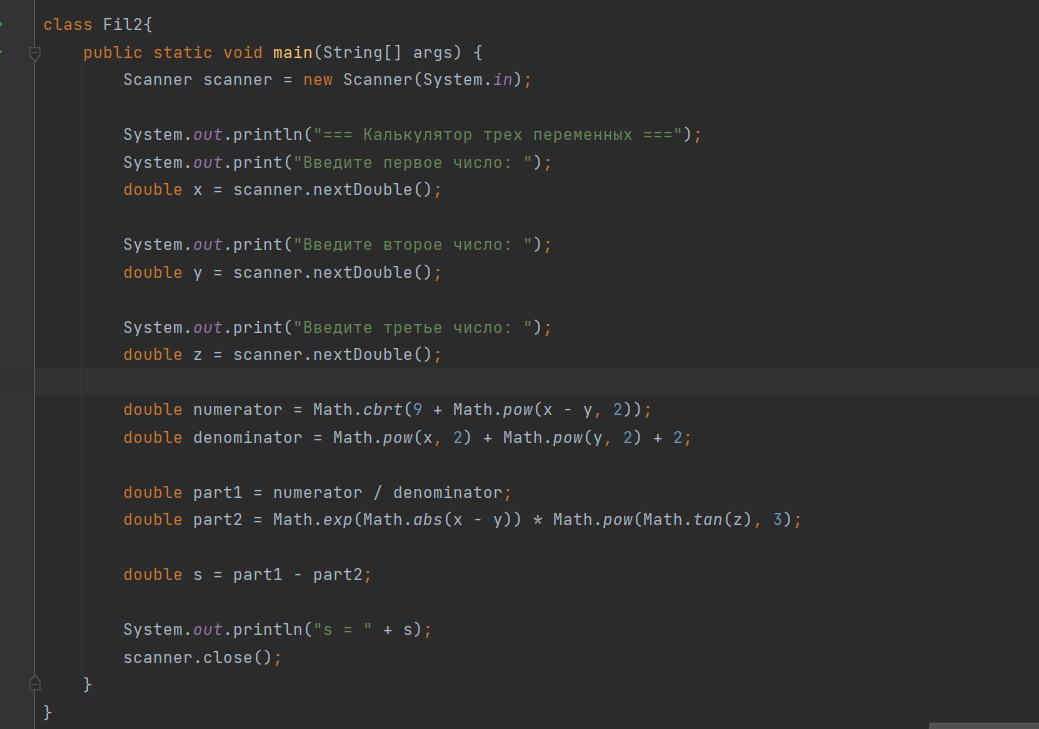 class Fil2{
public static void main(String[] args) {
Scanner scanner = new Scanner(System.in);
System.out.println("=== Калькулятор трех переменных ===");
System.out.print("Введите первое число: ");
double x = scanner.nextDouble();
System.out.print("Введите второе число: ");
double y = scanner.nextDouble();
System.out.print("Введите третье число: ");
double z = scanner.nextDouble();
double numerator = Math.cbrt(9 + Math.pow(x - y, 2));
double denominator = Math.pow(x, 2) + Math.pow(y, 2) + 2;
double part1 = numerator / denominator;
double part2 = Math.exp(Math.abs(x - y)) * Math.pow(Math.tan(z), 3);
double s = part1 - part2;
System.out.println("s = " + s);
scanner.close();
}
}